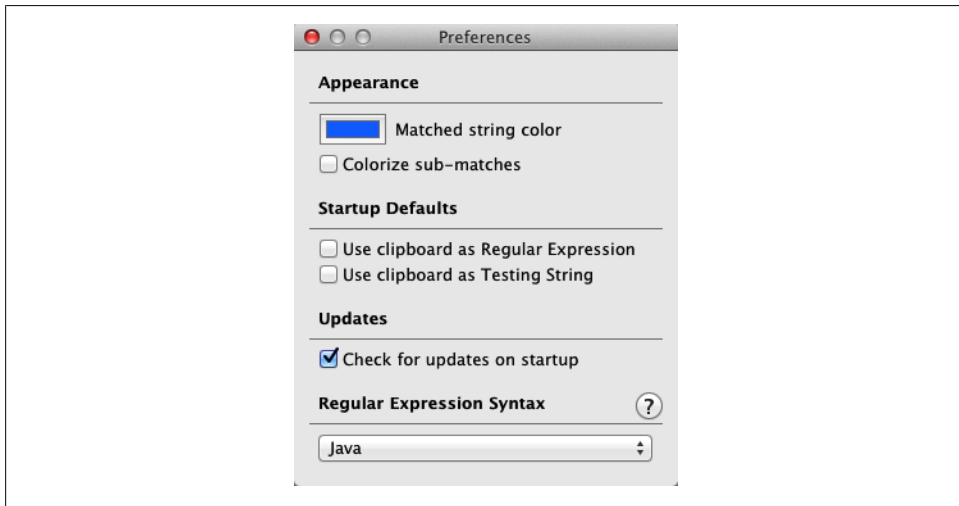 Preferences
Appearance
Matched string color
Colorize sub-matches
Startup Defaults
Use clipboard as Regular Expression
Use clipboard as Testing String
Updates
Check for updates on startup
Regular Expression Syntax ?
Java